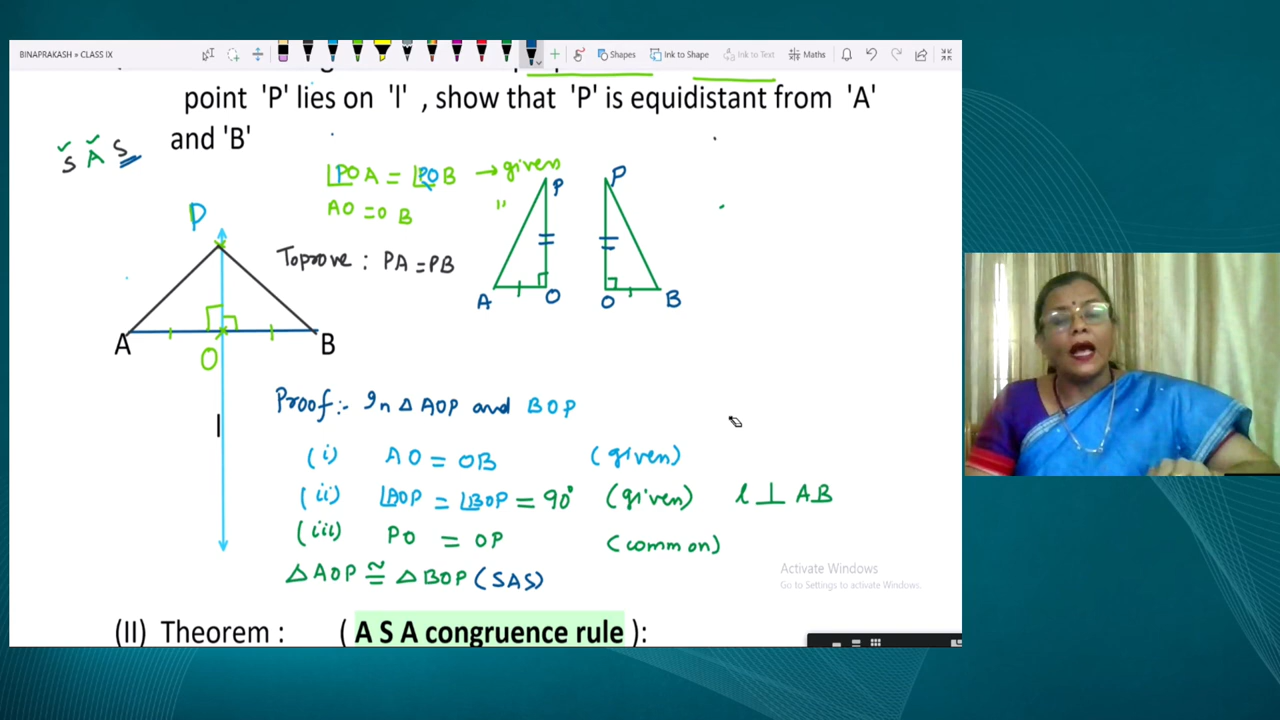 BINAPRAKASH » CLASS IX
Shapes
Ink to Shape
Ink to Text
Maths
point 'P' lies on 'l' , show that 'P' is equidistant from 'A'
and 'B'
S A S
∠POA = ∠POB → given
AO = OB "
To prove : PA = PB
P
A
O
B
l
P
A
O
P
O
B
Proof :- In △ AOP and BOP
(i) AO = OB (given)
(ii) ∠AOP = ∠BOP = 90° (given) l ⊥ AB
(iii) PO = OP (common)
△AOP ≅ △BOP (SAS)
Activate Windows
Go to Settings to activate Windows.
(II) Theorem : ( A S A congruence rule ):